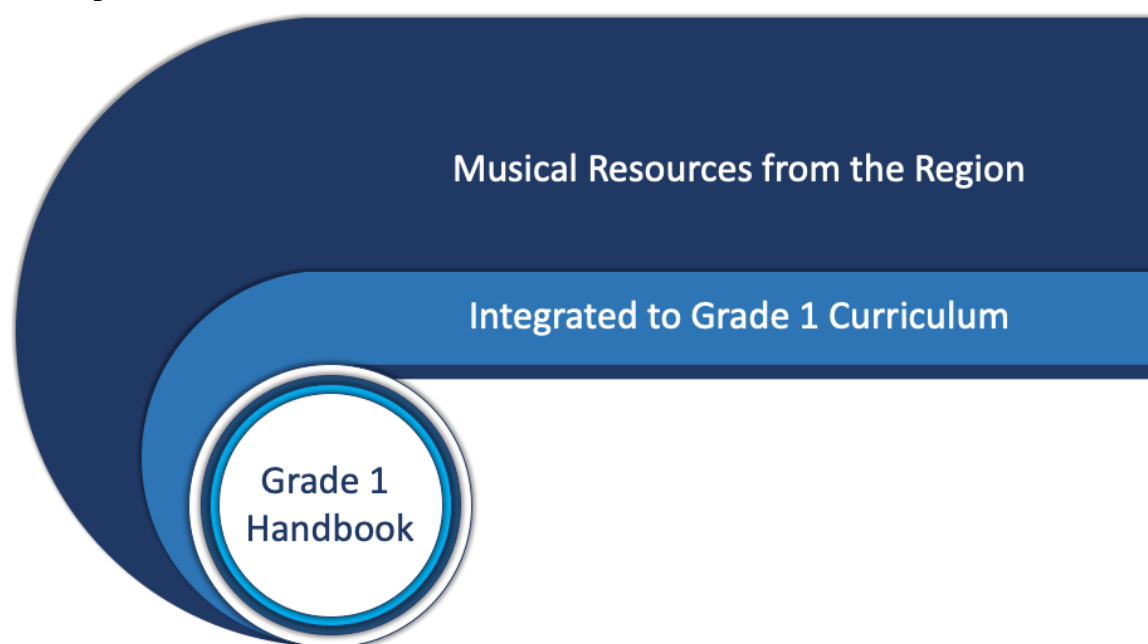 Musical Resources from the Region
Integrated to Grade 1 Curriculum
Grade 1
Handbook